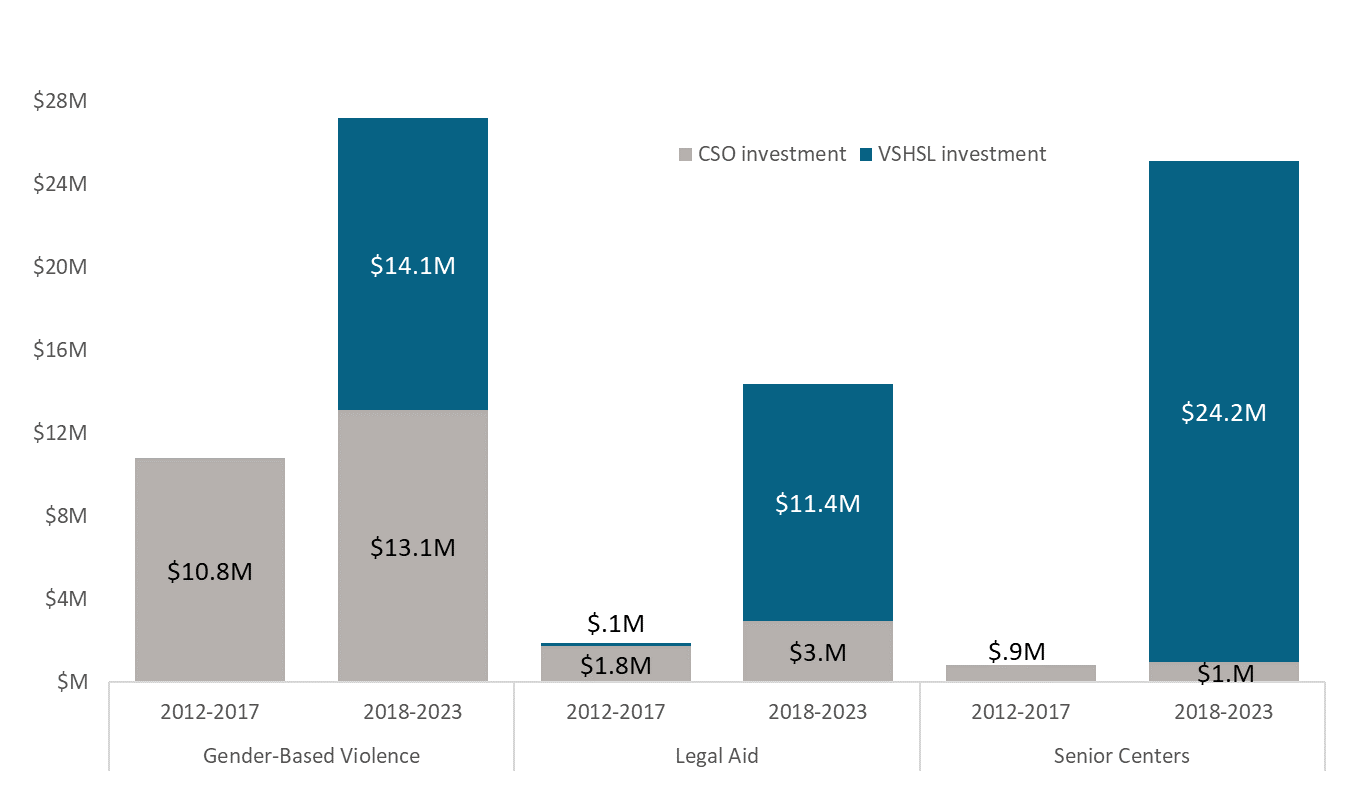 $28M
CSO investment VSHSL investment
$24M
$20M
$16M
$12M
$8M
$4M
$M
$10.8M
$14.1M
$13.1M
$.1M
$1.8M
$11.4M
$3.M
$.9M
$24.2M
$1.M
2012-2017 2018-2023 2012-2017 2018-2023 2012-2017 2018-2023
Gender-Based Violence Legal Aid Senior Centers